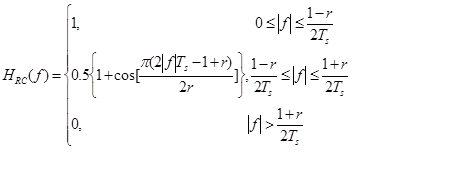 1, 0≤|f|≤(1−r)/(2T_s)
H_RC(f)={0.5{1+cos[π(2|f|T_s−1+r)/(2r)]}, (1−r)/(2T_s)≤|f|≤(1+r)/(2T_s)
0, |f|>(1+r)/(2T_s)